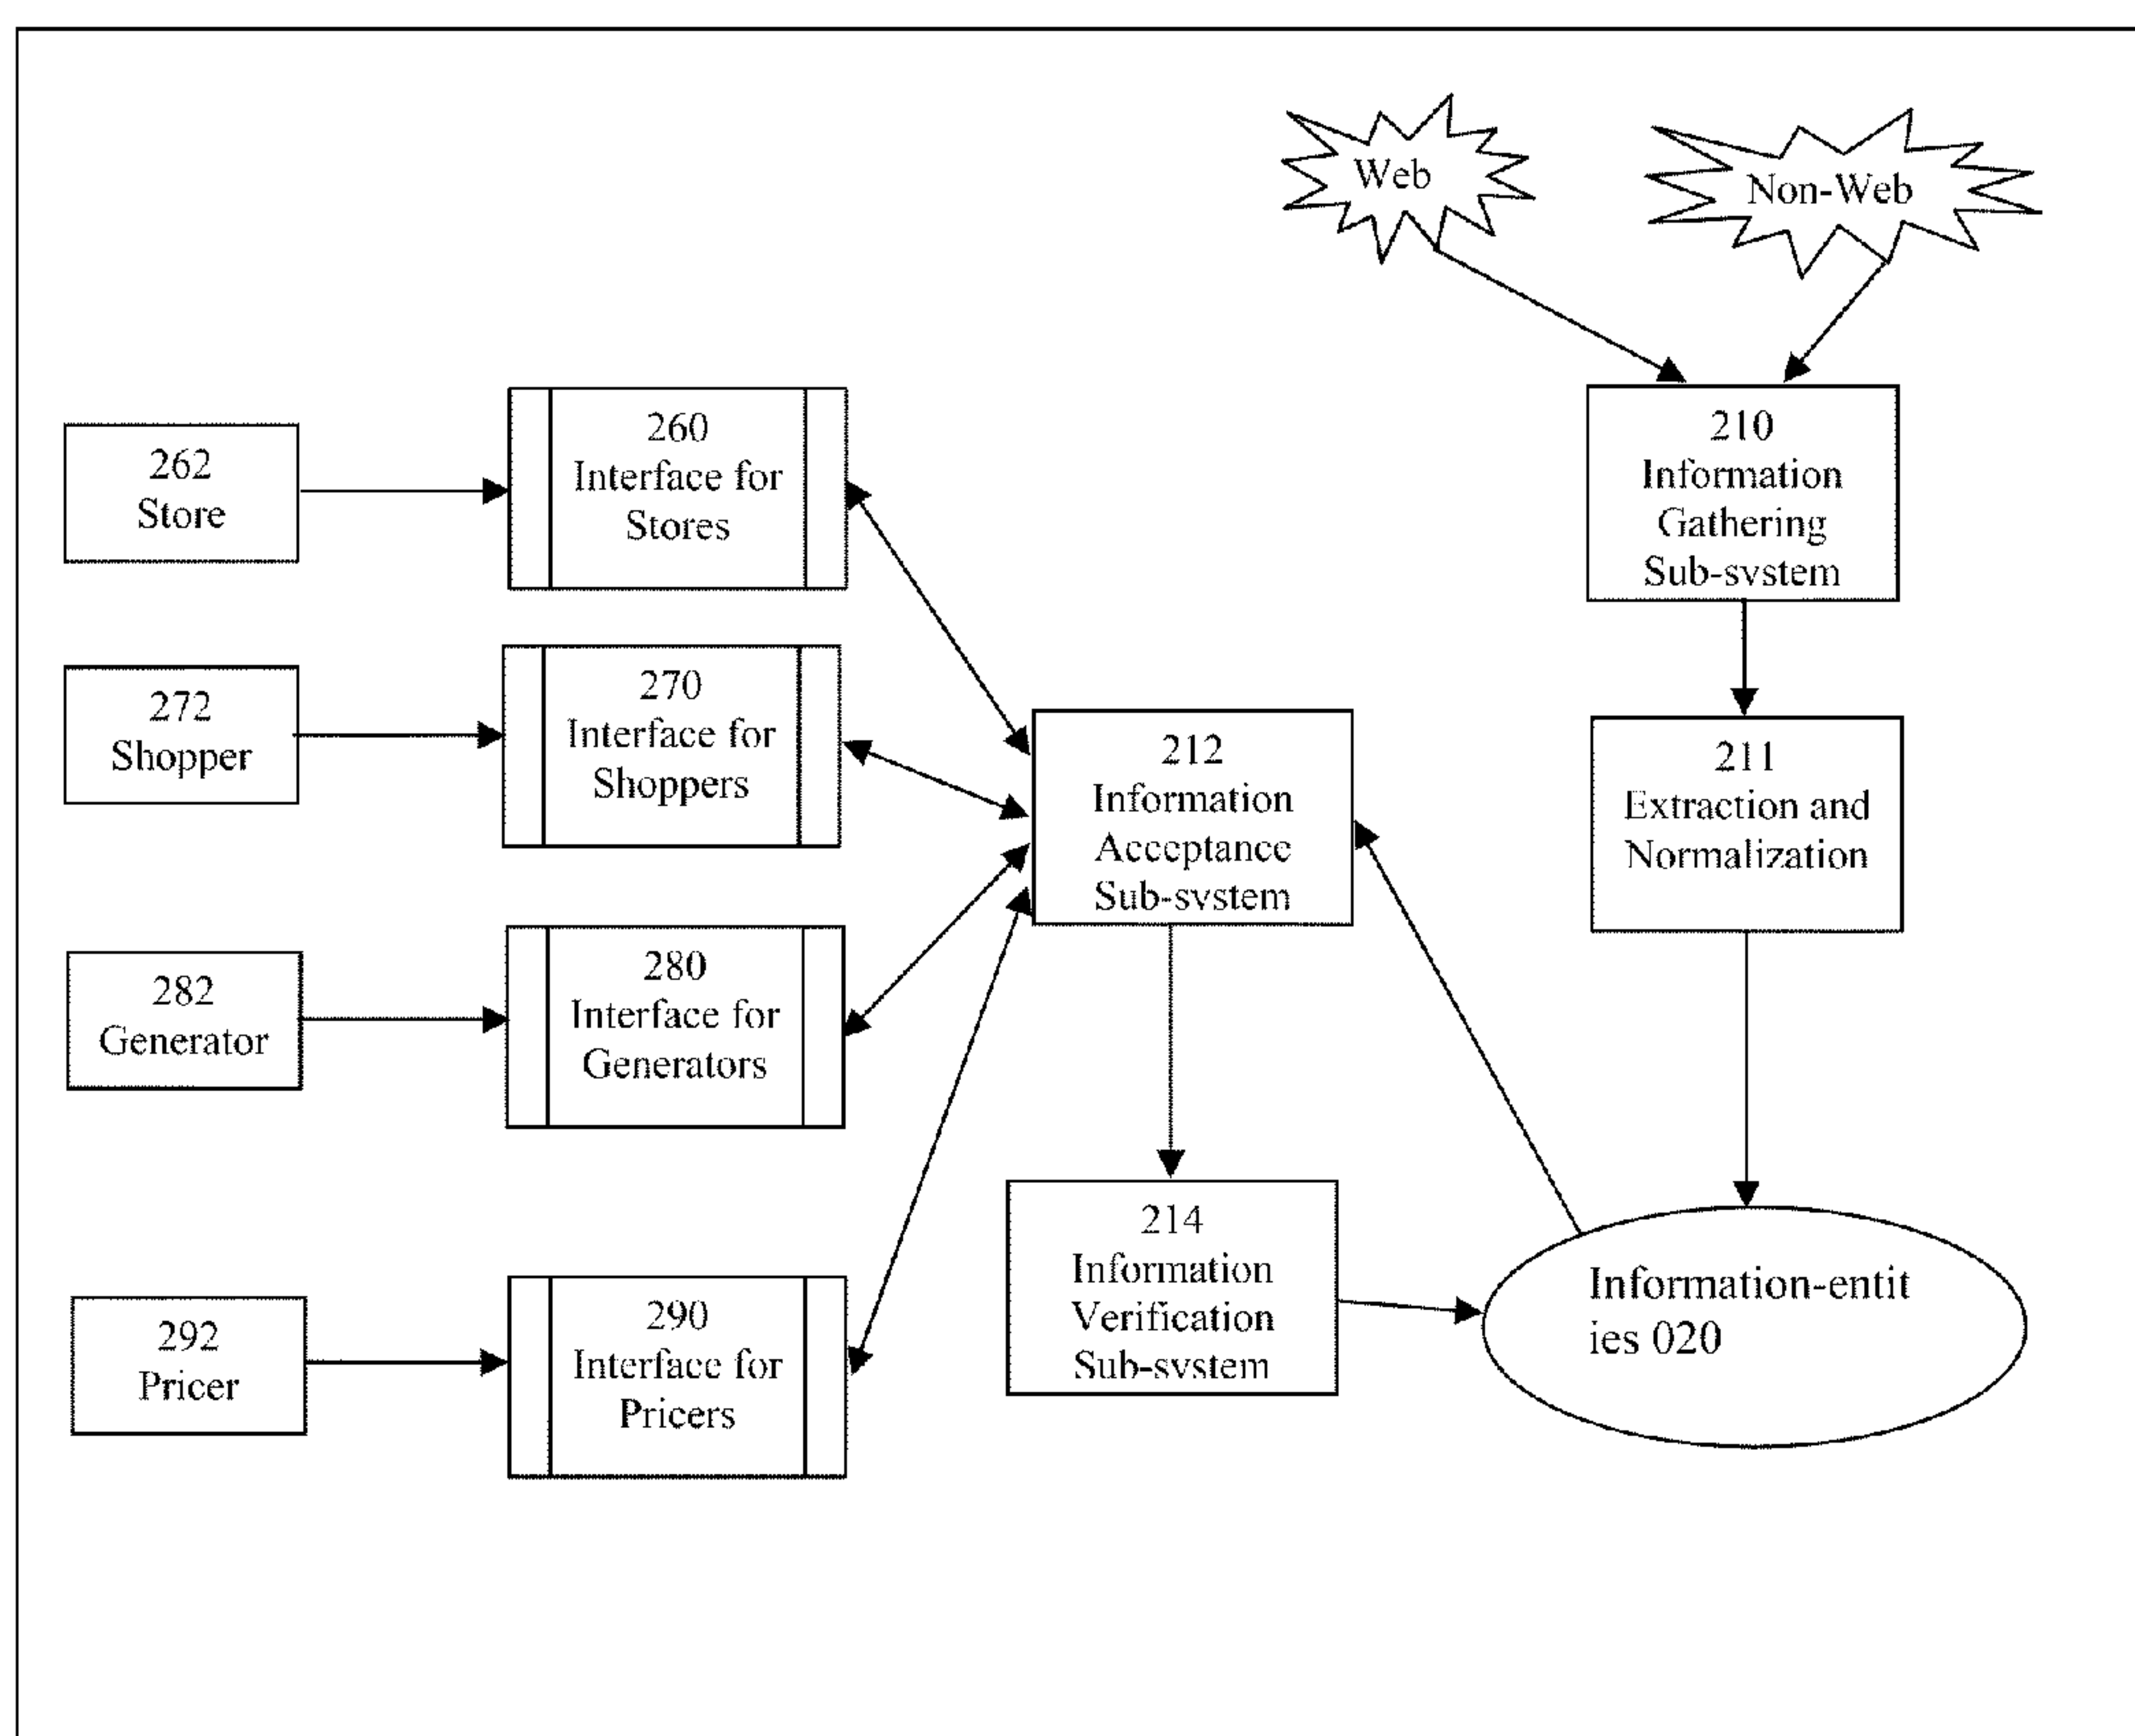 Web
Non-Web
260
Interface for
Stores
210
Information
Gathering
Sub-system
262
Store
270
Interface for
Shoppers
272
Shopper
212
Information
Acceptance
Sub-system
211
Extraction and
Normalization
280
Interface for
Generators
282
Generator
214
Information
Verification
Sub-system
Information-entit
ies 020
290
Interface for
Pricers
292
Pricer